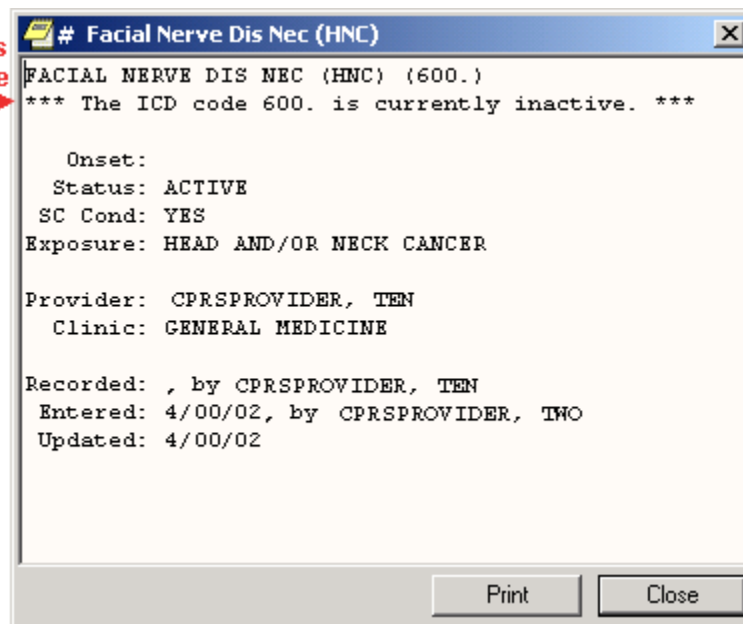 # Facial Nerve Dis Nec (HNC)
s
e
FACIAL NERVE DIS NEC (HNC) (600.)
*** The ICD code 600. is currently inactive. ***
Onset:
Status: ACTIVE
SC Cond: YES
Exposure: HEAD AND/OR NECK CANCER
Provider: CPRSPROVIDER, TEN
Clinic: GENERAL MEDICINE
Recorded: , by CPRSPROVIDER, TEN
Entered: 4/00/02, by CPRSPROVIDER, TWO
Updated: 4/00/02
Print Close